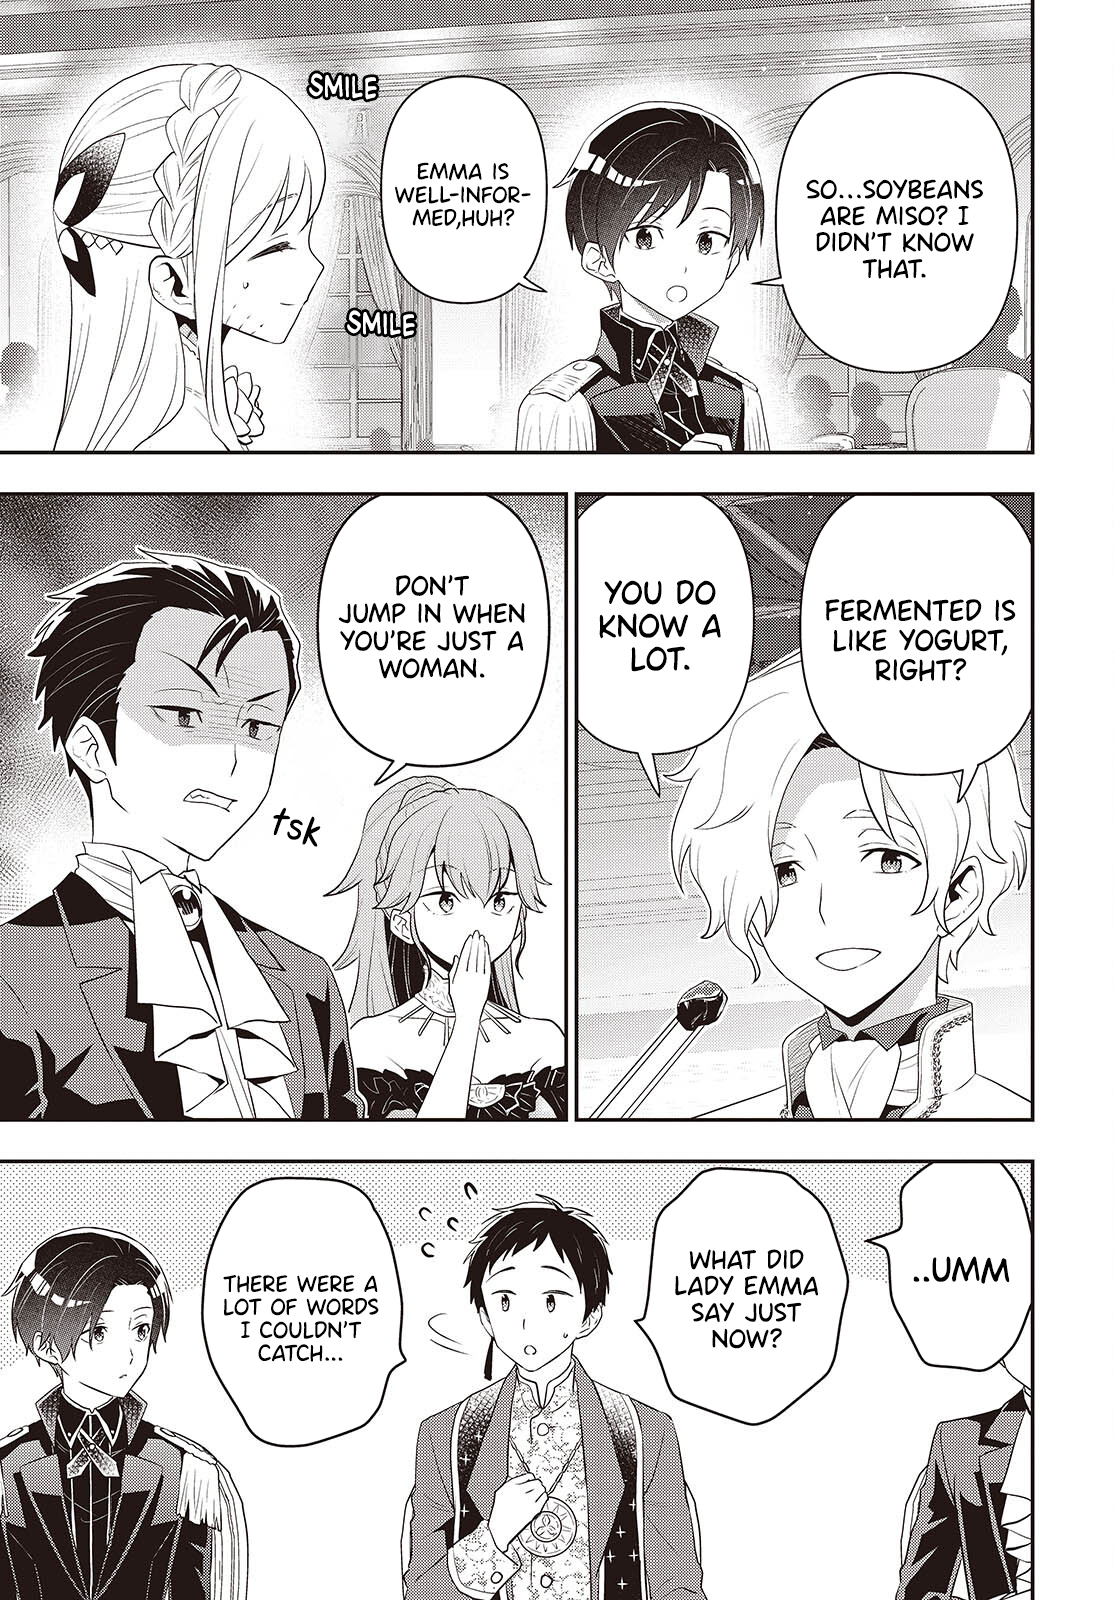 SO...SOYBEANS
ARE MISO? I
DIDN'T KNOW
THAT.
EMMA IS
WELL-INFOR-
MED,HUH?
SMILE
SMILE
FERMENTED IS
LIKE YOGURT,
RIGHT?
YOU DO
KNOW A
LOT.
DON'T
JUMP IN WHEN
YOU'RE JUST A
WOMAN.
tsk
..UMM
WHAT DID
LADY EMMA
SAY JUST
NOW?
THERE WERE A
LOT OF WORDS
I COULDN'T
CATCH...